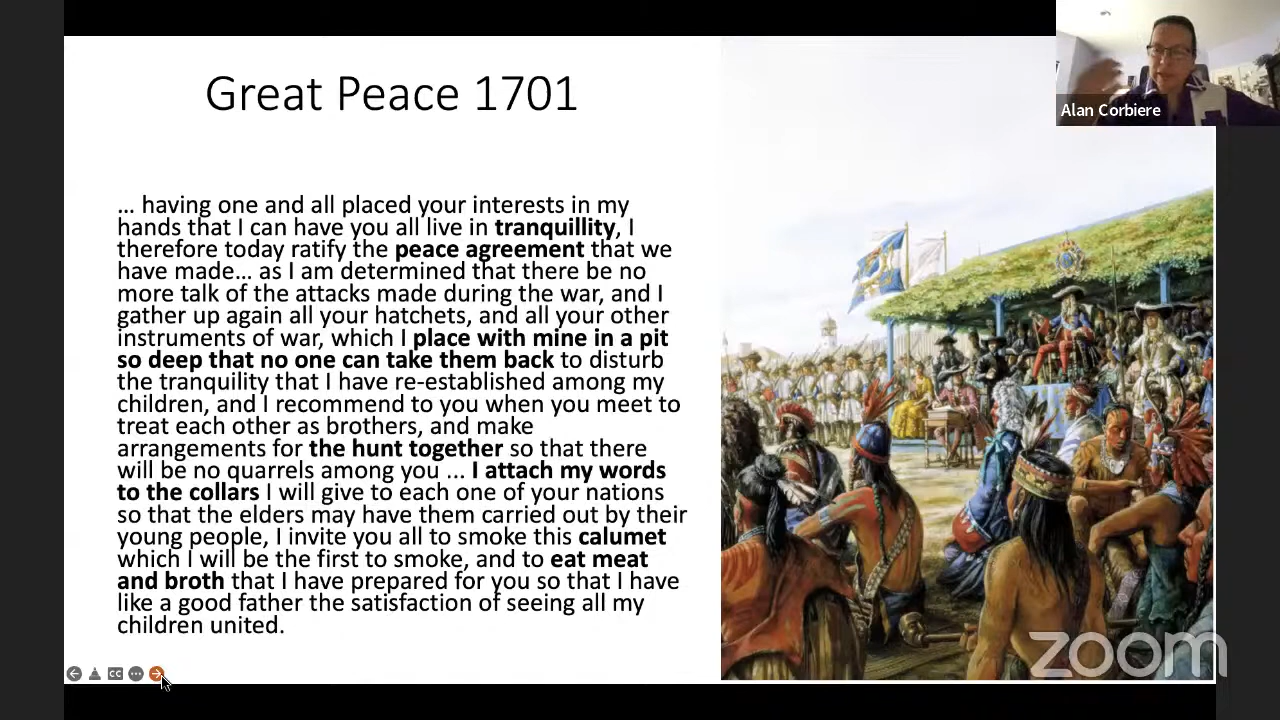 Great Peace 1701
Alan Corbiere
... having one and all placed your interests in my
hands that I can have you all live in tranquillity, I
therefore today ratify the peace agreement that we
have made... as I am determined that there be no
more talk of the attacks made during the war, and I
gather up again all your hatchets, and all your other
instruments of war, which I place with mine in a pit
so deep that no one can take them back to disturb
the tranquility that I have re-established among my
children, and I recommend to you when you meet to
treat each other as brothers, and make
arrangements for the hunt together so that there
will be no quarrels among you ... I attach my words
to the collars I will give to each one of your nations
so that the elders may have them carried out by their
young people, I invite you all to smoke this calumet
which I will be the first to smoke, and to eat meat
and broth that I have prepared for you so that I have
like a good father the satisfaction of seeing all my
children united.
CC
zoom